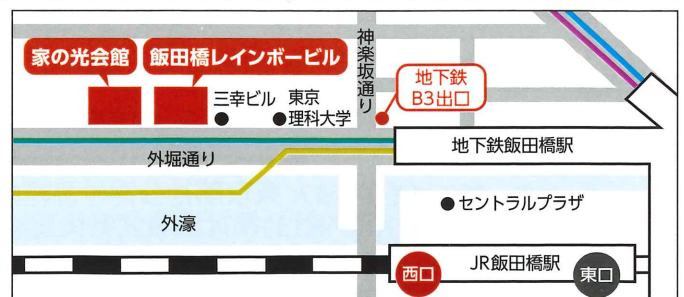 家の光会館
飯田橋レインボービル
神楽坂通り
地下鉄
B3出口
三幸ビル
東京
理科大学
外堀通り
地下鉄飯田橋駅
セントラルプラザ
外濠
西口
JR飯田橋駅
東口